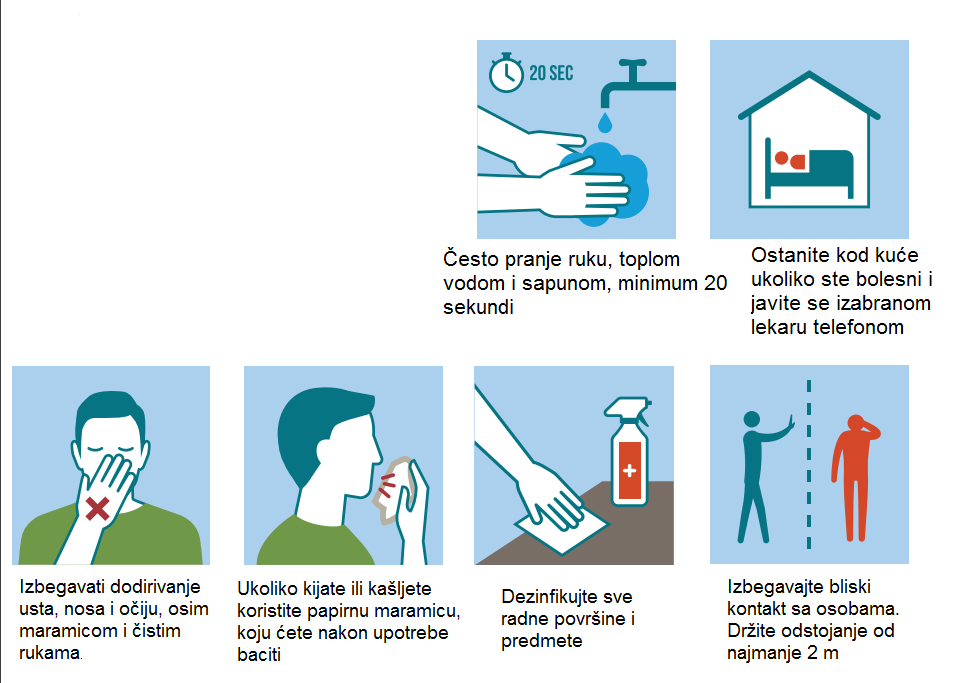 20 SEC
Često pranje ruku, toplom
vodom i sapunom, minimum 20
sekundi
Ostanite kod kuće
ukoliko ste bolesni i
javite se izabranom
lekaru telefonom
Izbegavati dodirivanje
usta, nosa i očiju, osim
maramicom i čistim
rukama.
Ukoliko kijate ili kašljete
koristite papirnu maramicu,
koju ćete nakon upotrebe
baciti
Dezinfikujte sve
radne površine i
predmete
Izbegavajte bliski
kontakt sa osobama.
Držite odstojanje od
najmanje 2 m